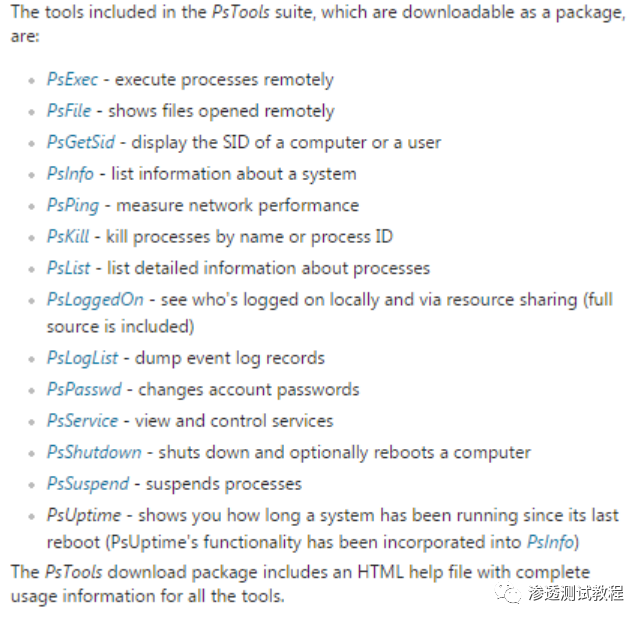 The tools included in the PsTools suite, which are downloadable as a package,
are:
PsExec - execute processes remotely
PsFile - shows files opened remotely
PsGetSid - display the SID of a computer or a user
PsInfo - list information about a system
PsPing - measure network performance
PsKill - kill processes by name or process ID
PsList - list detailed information about processes
PsLoggedOn - see who's logged on locally and via resource sharing (full
source is included)
PsLogList - dump event log records
PsPasswd - changes account passwords
PsService - view and control services
PsShutdown - shuts down and optionally reboots a computer
PsSuspend - suspends processes
PsUptime - shows you how long a system has been running since its last
reboot (PsUptime's functionality has been incorporated into PsInfo)
The PsTools download package includes an HTML help file with complete
usage information for all the tools.
渗透测试教程